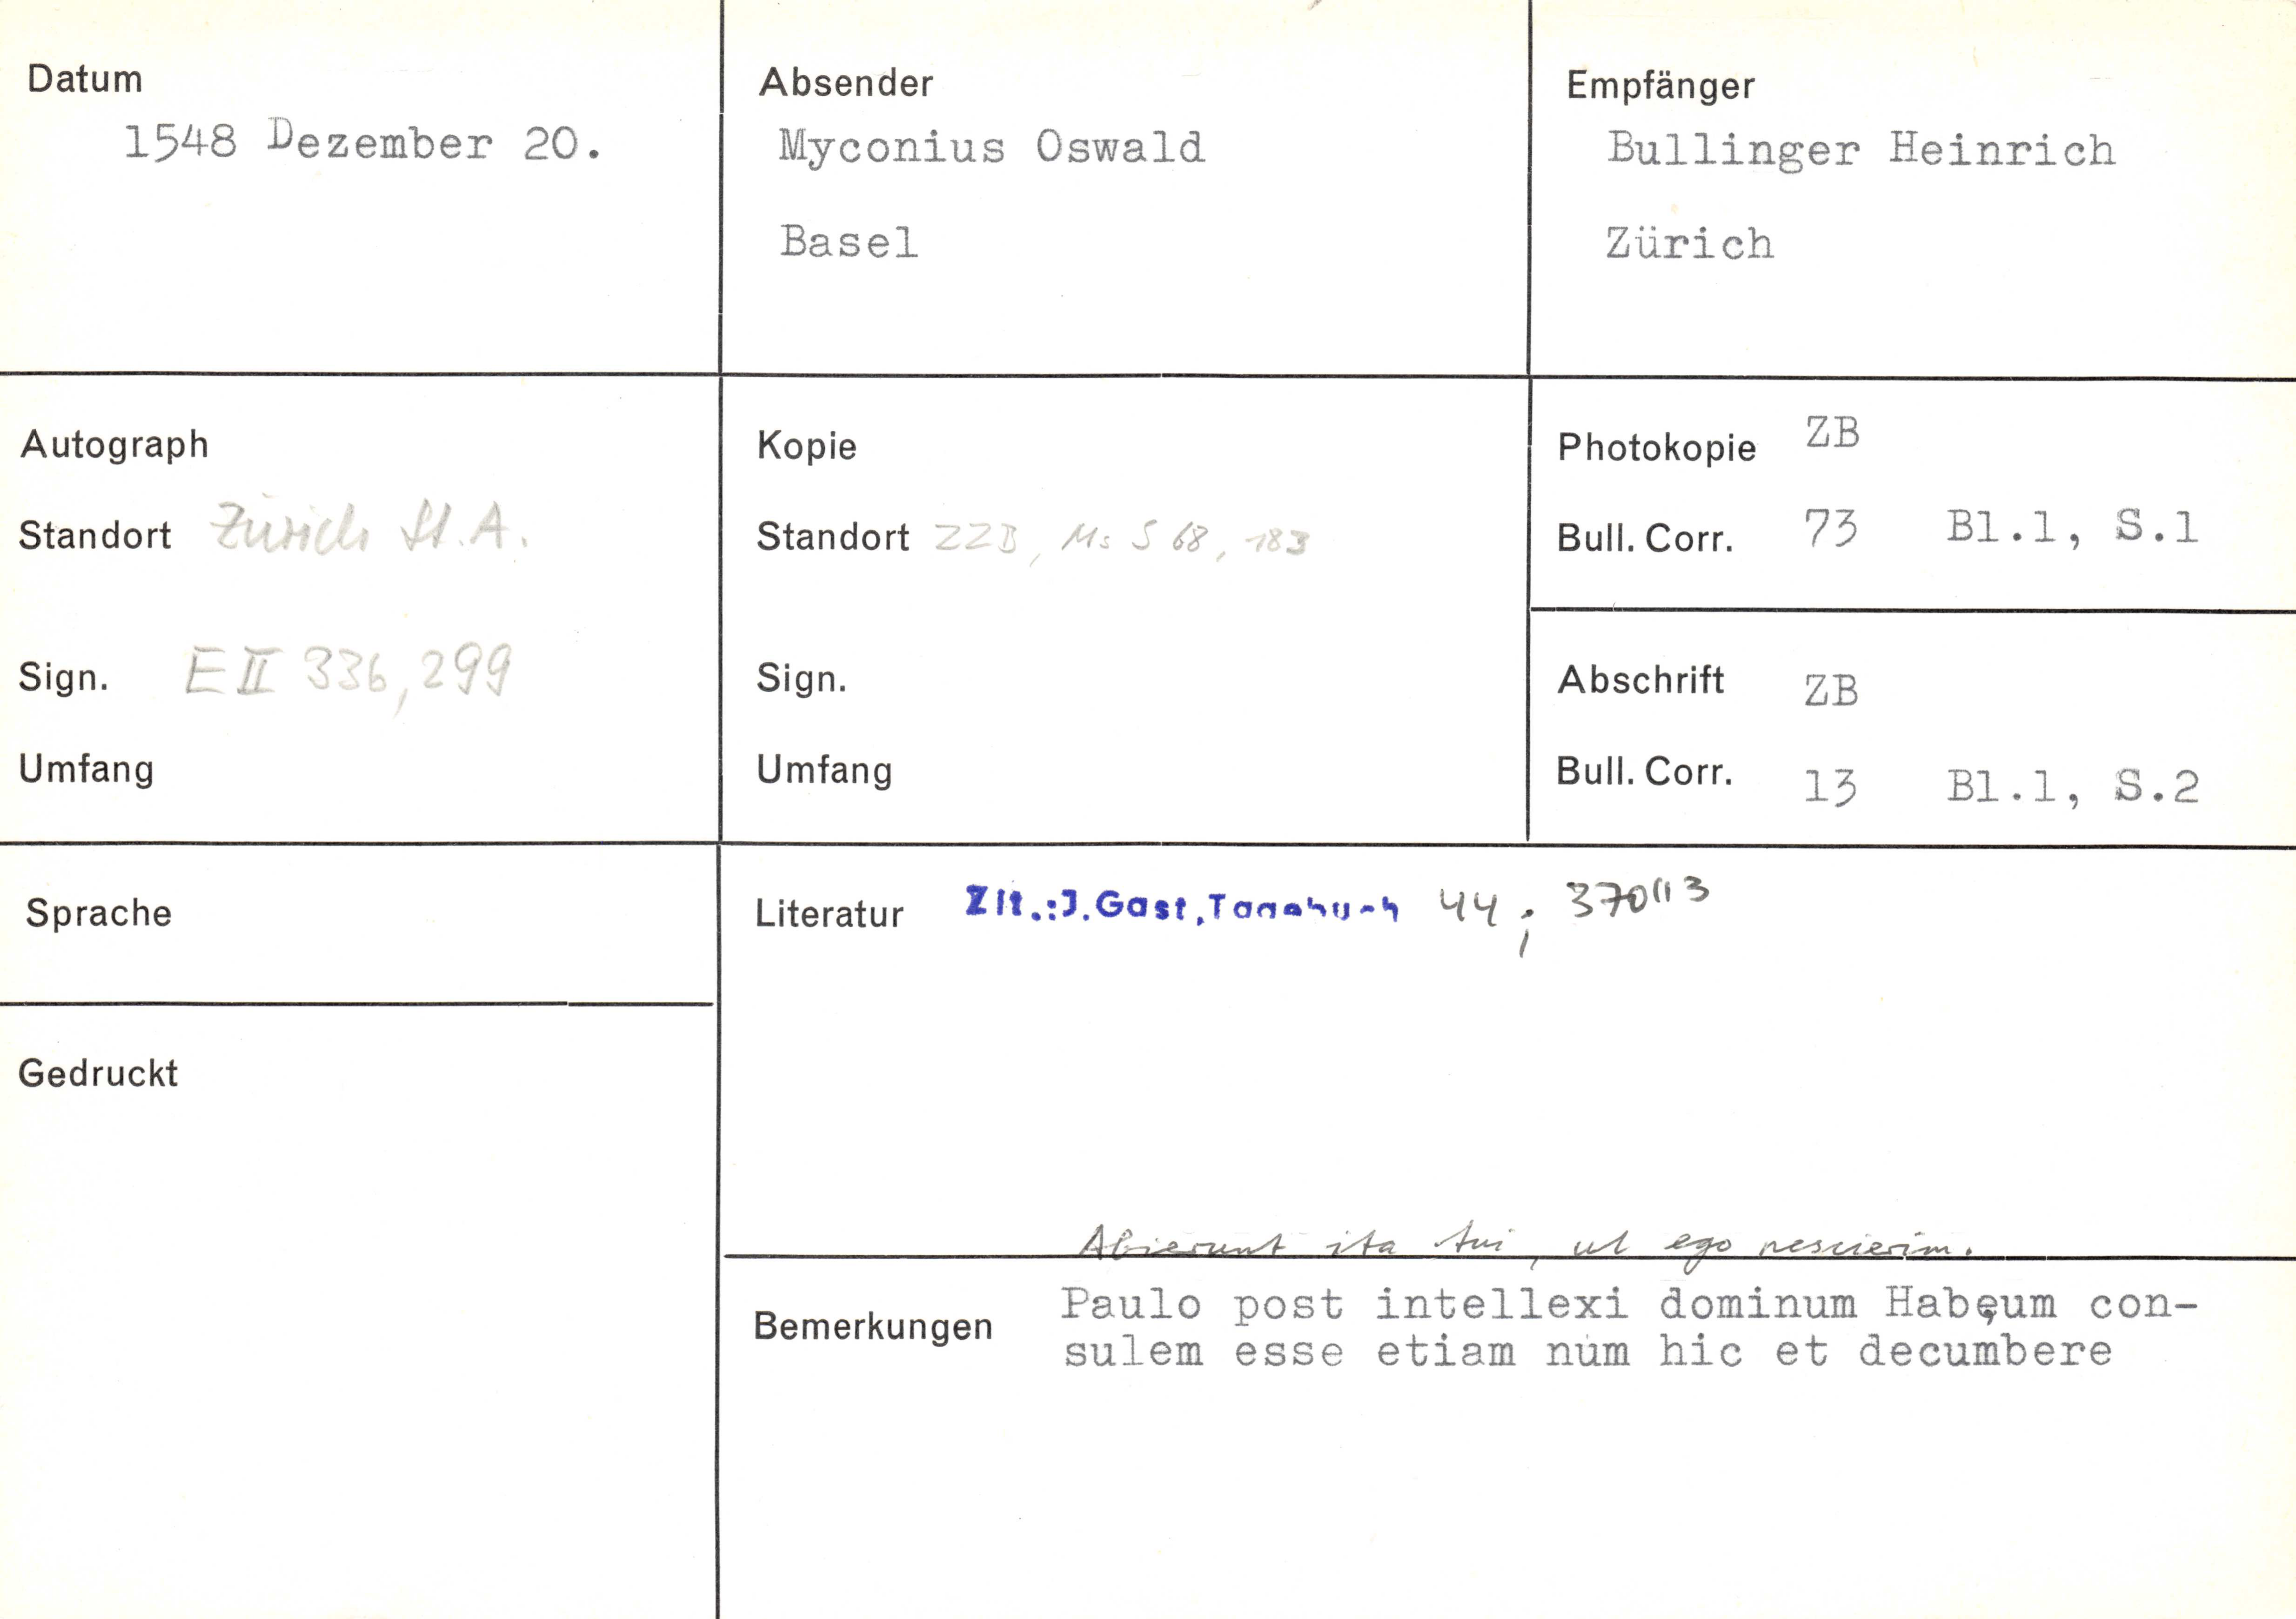 Datum
1548 Dezember 20.
Absender
Myconius Oswald
Basel
Empfänger
Bullinger Heinrich
Zürich
Autograph
Standort Zürich St.A.
Sign. E II 336, 299
Umfang
Kopie
Standort ZZB, Ms S 68, 183
Sign.
Umfang
Photokopie ZB
Bull. Corr. 73 Bl.1, S.1
Abschrift ZB
Bull. Corr. 13 Bl.1, S.2
Sprache
Gedruckt
Literatur Zit.:J.Gast,Tagebuch 44; 370
Abierunt ita tui, ut ego nescierim.
Bemerkungen Paulo post intellexi dominum Habęum con-
sulem esse etiam num hic et decumbere